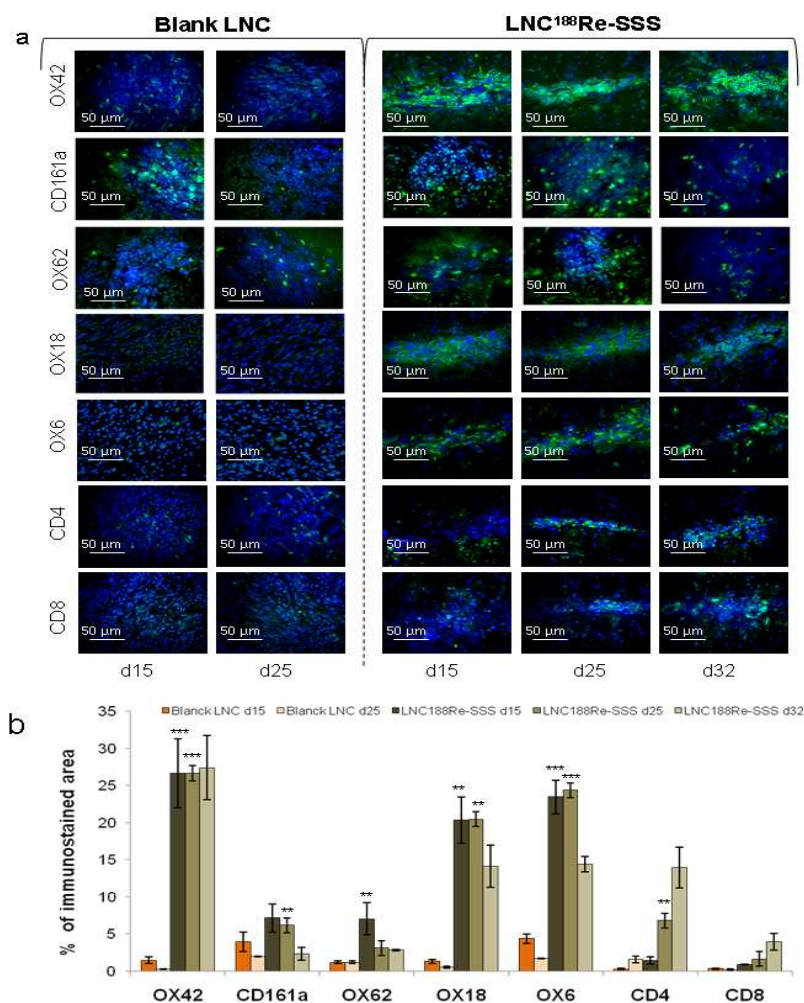 Blank LNC LNC¹⁸⁸Re-SSS
a
OX42 50 µm 50 µm 50 µm 50 µm 50 µm
CD161a 50 µm 50 µm 50 µm 50 µm 50 µm
OX62 50 µm 50 µm 50 µm 50 µm 50 µm
OX18 50 µm 50 µm 50 µm 50 µm 50 µm
OX6 50 µm 50 µm 50 µm 50 µm 50 µm
CD4 50 µm 50 µm 50 µm 50 µm 50 µm
CD8 50 µm 50 µm 50 µm 50 µm 50 µm
d15 d25 d15 d25 d32
b
Blanck LNC d15 Blanck LNC d25 LNC188Re-SSS d15 LNC188Re-SSS d25 LNC188Re-SSS d32
% of immunostained area
35
30
25
20
15
10
5
0
*** *** ** ** ** ** *** *** **
OX42 CD161a OX62 OX18 OX6 CD4 CD8